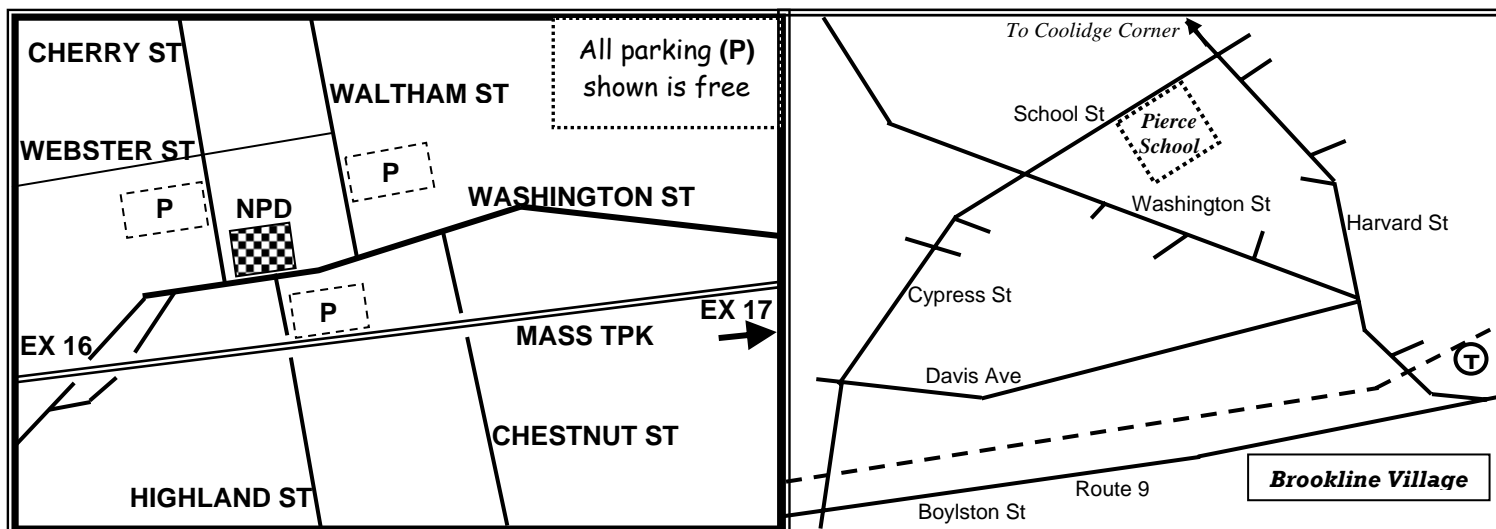 CHERRY ST
All parking (P)
shown is free
WALTHAM ST
WEBSTER ST
P
P
NPD
WASHINGTON ST
P
EX 17
EX 16
MASS TPK
CHESTNUT ST
HIGHLAND ST
To Coolidge Corner
School St
Pierce
School
Washington St
Harvard St
Cypress St
Davis Ave
T
Route 9
Boylston St
Brookline Village